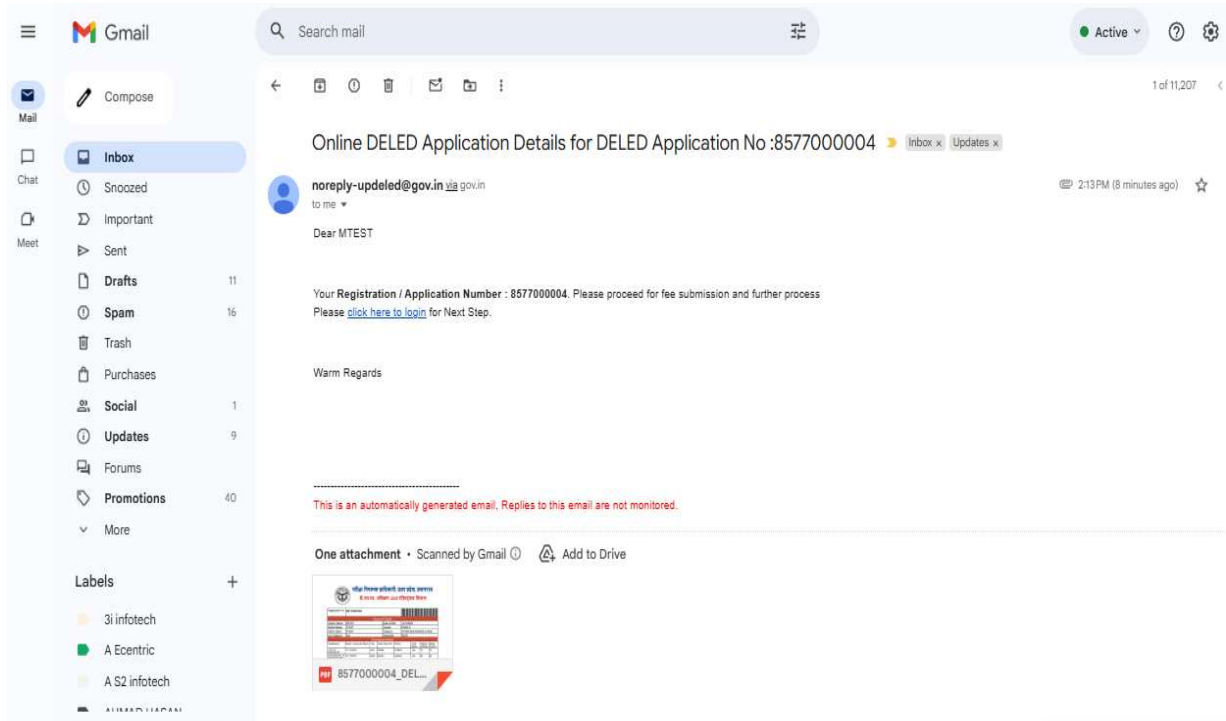 Gmail
Search mail
Active
Mail
Compose
1 of 11,207
Online DELED Application Details for DELED Application No :8577000004
Inbox x
Updates x
Chat
Inbox
noreply-updeled@gov.in via gov.in
2:13 PM (8 minutes ago)
Snoozed
to me
Meet
Important
Dear MTEST
Sent
Drafts 11
Your Registration / Application Number : 8577000004. Please proceed for fee submission and further process
Spam 16
Please click here to login for Next Step.
Trash
Purchases
Warm Regards
Social 1
Updates 9
Forums
Promotions 40
----------------------------------------
This is an automatically generated email, Replies to this email are not monitored.
More
One attachment • Scanned by Gmail
Add to Drive
Labels +
3i infotech
A Ecentric
PDF 8577000004_DEL...
A S2 infotech
AHMAD HASAN